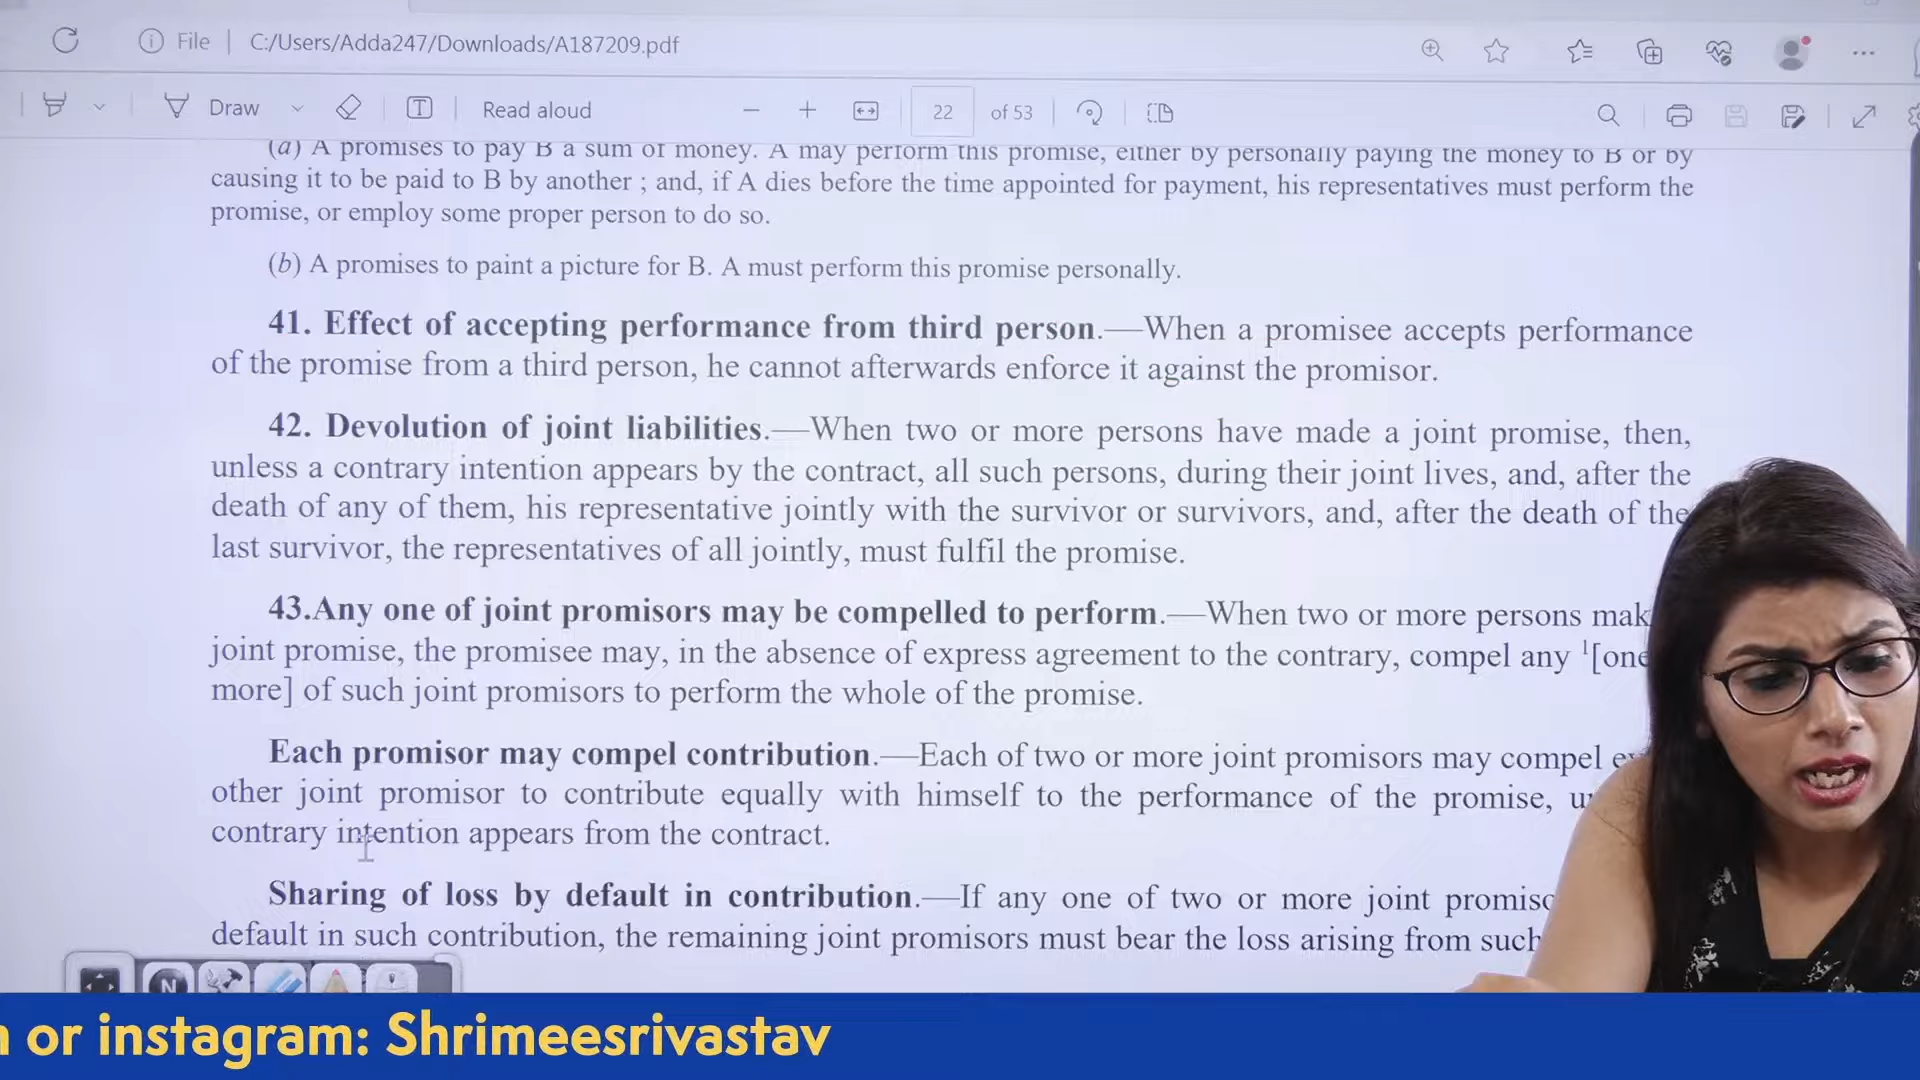 File | C:/Users/Adda247/Downloads/A187209.pdf
Draw Read aloud 22 of 53
(a) A promises to pay B a sum of money. A may perform this promise, either by personally paying the money to B or by
causing it to be paid to B by another ; and, if A dies before the time appointed for payment, his representatives must perform the
promise, or employ some proper person to do so.
(b) A promises to paint a picture for B. A must perform this promise personally.
41. Effect of accepting performance from third person.—When a promisee accepts performance
of the promise from a third person, he cannot afterwards enforce it against the promisor.
42. Devolution of joint liabilities.—When two or more persons have made a joint promise, then,
unless a contrary intention appears by the contract, all such persons, during their joint lives, and, after the
death of any of them, his representative jointly with the survivor or survivors, and, after the death of the
last survivor, the representatives of all jointly, must fulfil the promise.
43.Any one of joint promisors may be compelled to perform.—When two or more persons mak
joint promise, the promisee may, in the absence of express agreement to the contrary, compel any ¹[one
more] of such joint promisors to perform the whole of the promise.
Each promisor may compel contribution.—Each of two or more joint promisors may compel
other joint promisor to contribute equally with himself to the performance of the promise,
contrary intention appears from the contract.
Sharing of loss by default in contribution.—If any one of two or more joint promiso
default in such contribution, the remaining joint promisors must bear the loss arising from such
N
or instagram: Shrimeesrivastav